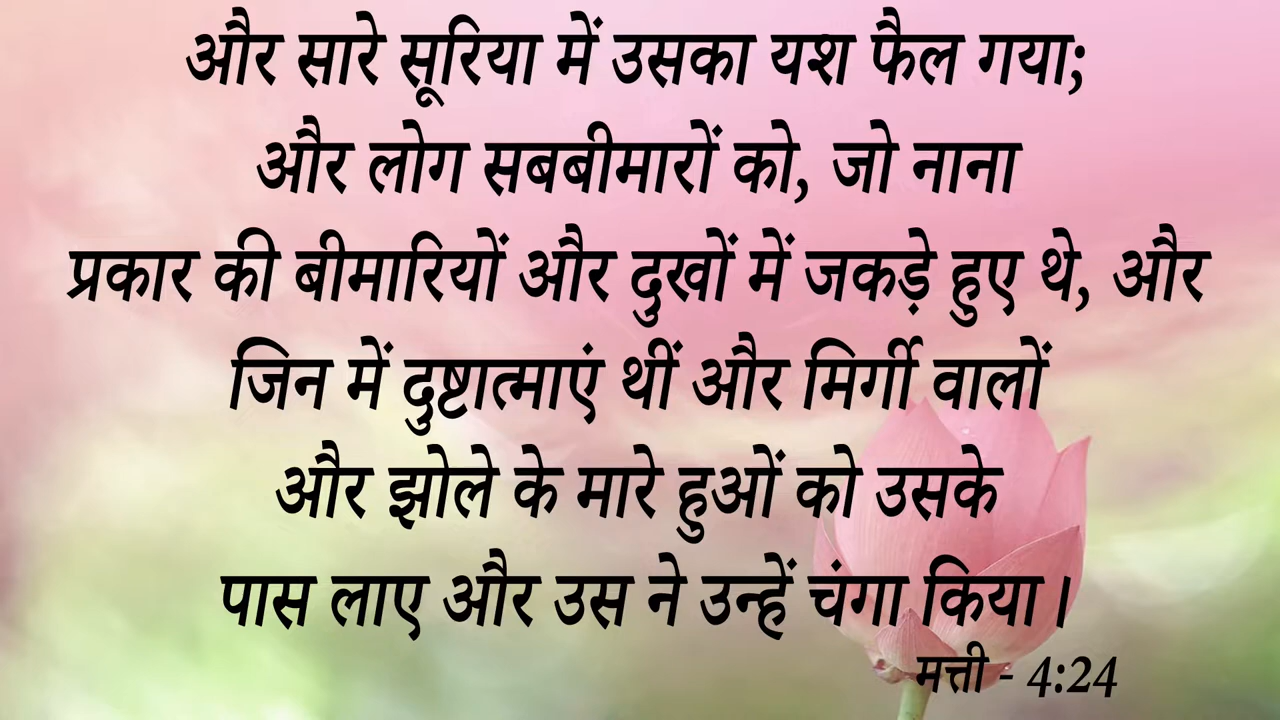 और सारे सूरिया में उसका यश फैल गया;
और लोग सबबीमारों को, जो नाना
प्रकार की बीमारियों और दुखों में जकड़े हुए थे, और
जिन में दुष्टात्माएं थीं और मिर्गी वालों
और झोले के मारे हुओं को उसके
पास लाए और उस ने उन्हें चंगा किया।
मत्ती - 4:24